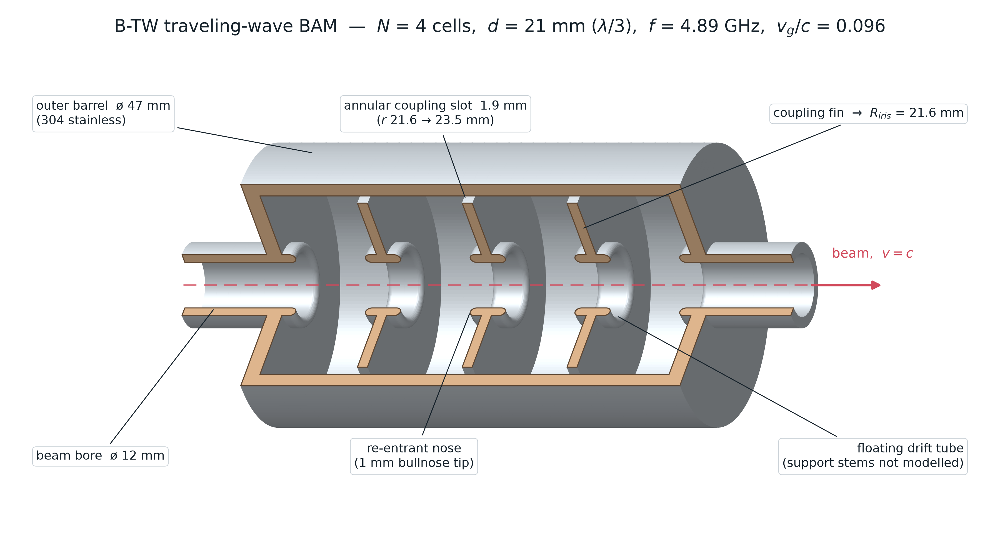 B-TW traveling-wave BAM — N = 4 cells, d = 21 mm (λ/3), f = 4.89 GHz, v_g/c = 0.096
outer barrel ø 47 mm
(304 stainless)
annular coupling slot 1.9 mm
(r 21.6 → 23.5 mm)
coupling fin → R_iris = 21.6 mm
beam, v = c
beam bore ø 12 mm
re-entrant nose
(1 mm bullnose tip)
floating drift tube
(support stems not modelled)